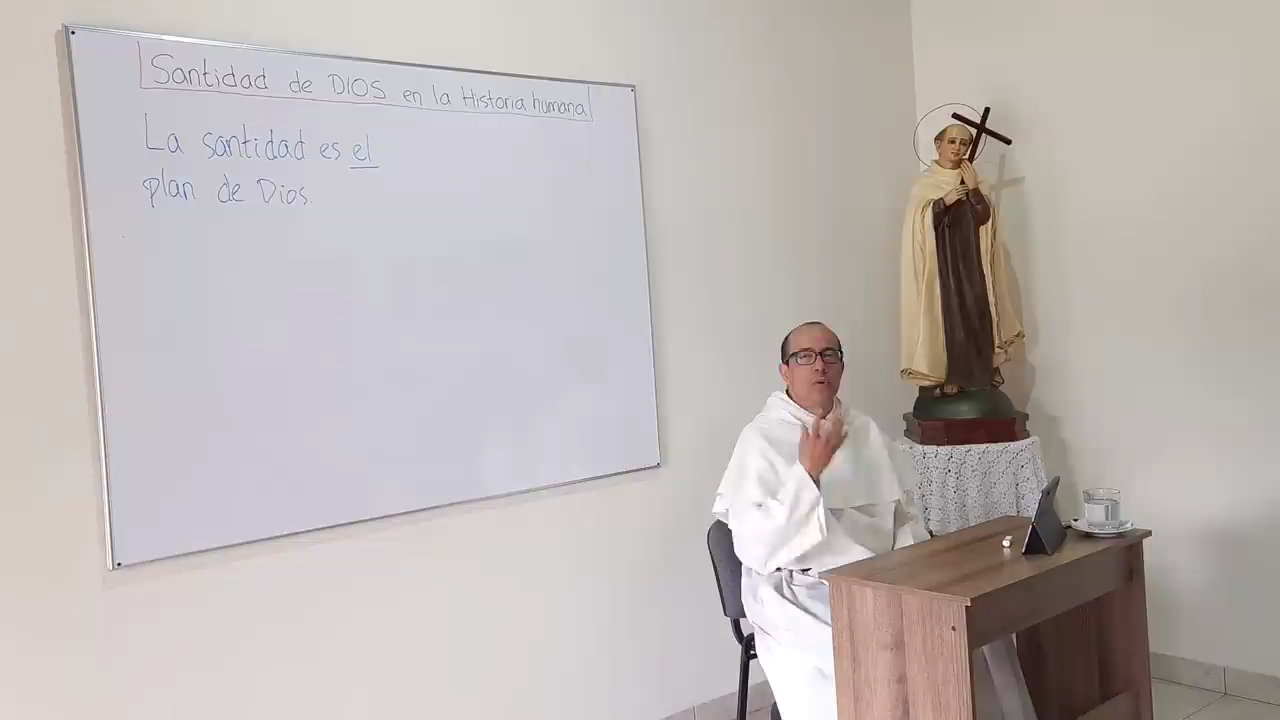 Santidad de DIOS en la Historia humana
La santidad es el
plan de Dios.